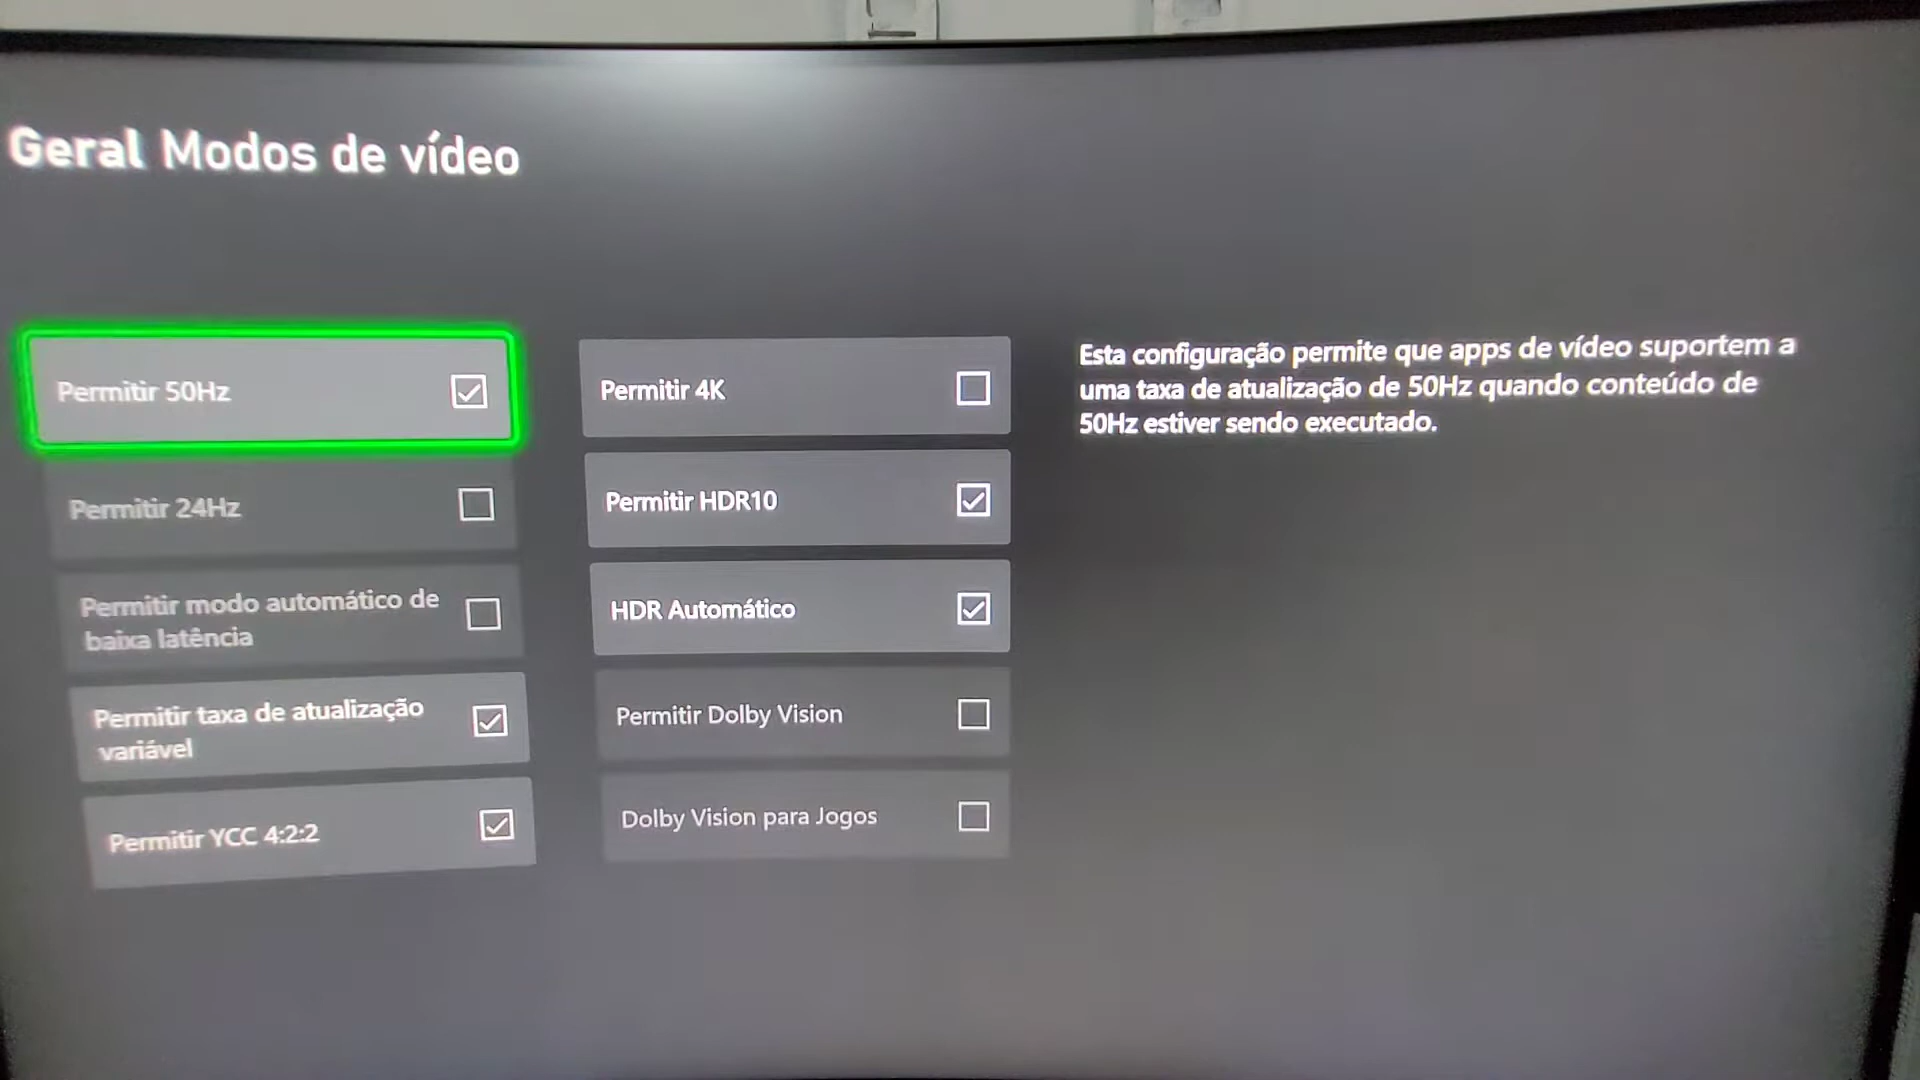 Geral Modos de vídeo
Permitir 50Hz
Permitir 24Hz
Permitir modo automático de
baixa latência
Permitir taxa de atualização
variável
Permitir YCC 4:2:2
Permitir 4K
Permitir HDR10
HDR Automático
Permitir Dolby Vision
Dolby Vision para Jogos
Esta configuração permite que apps de vídeo suportem a
uma taxa de atualização de 50Hz quando conteúdo de
50Hz estiver sendo executado.